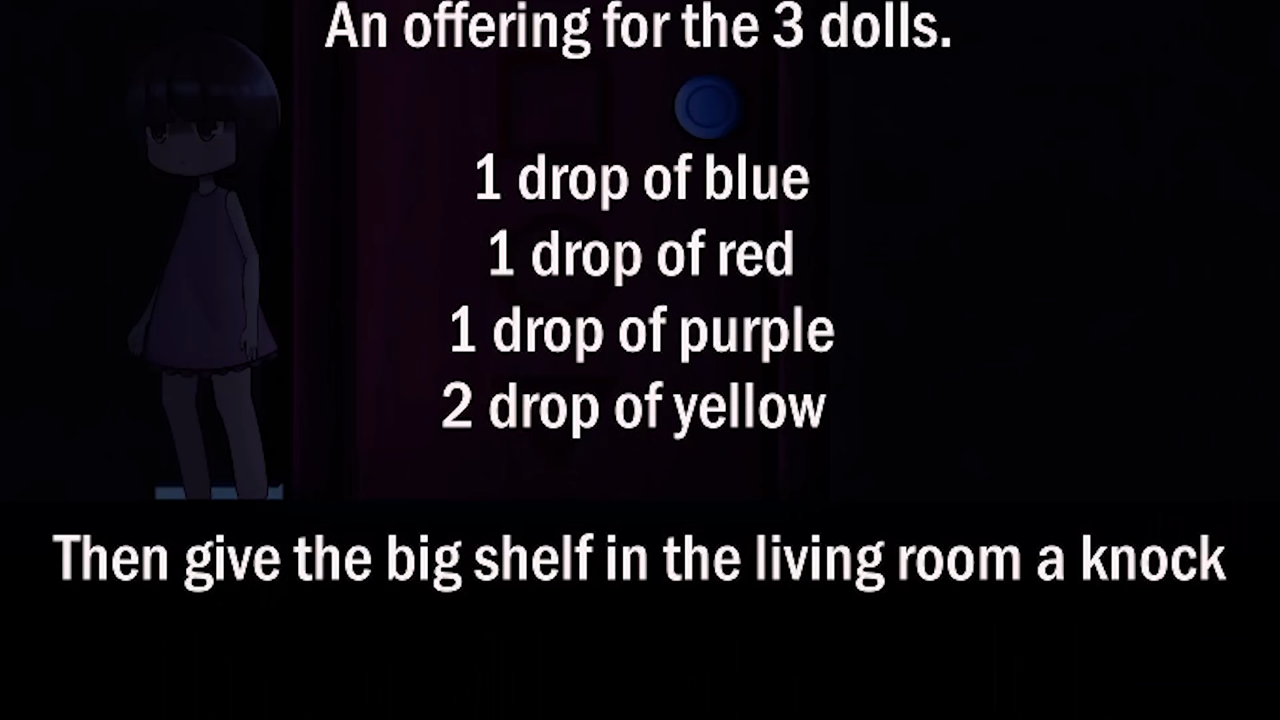 An offering for the 3 dolls.
1 drop of blue
1 drop of red
1 drop of purple
2 drop of yellow
Then give the big shelf in the living room a knock